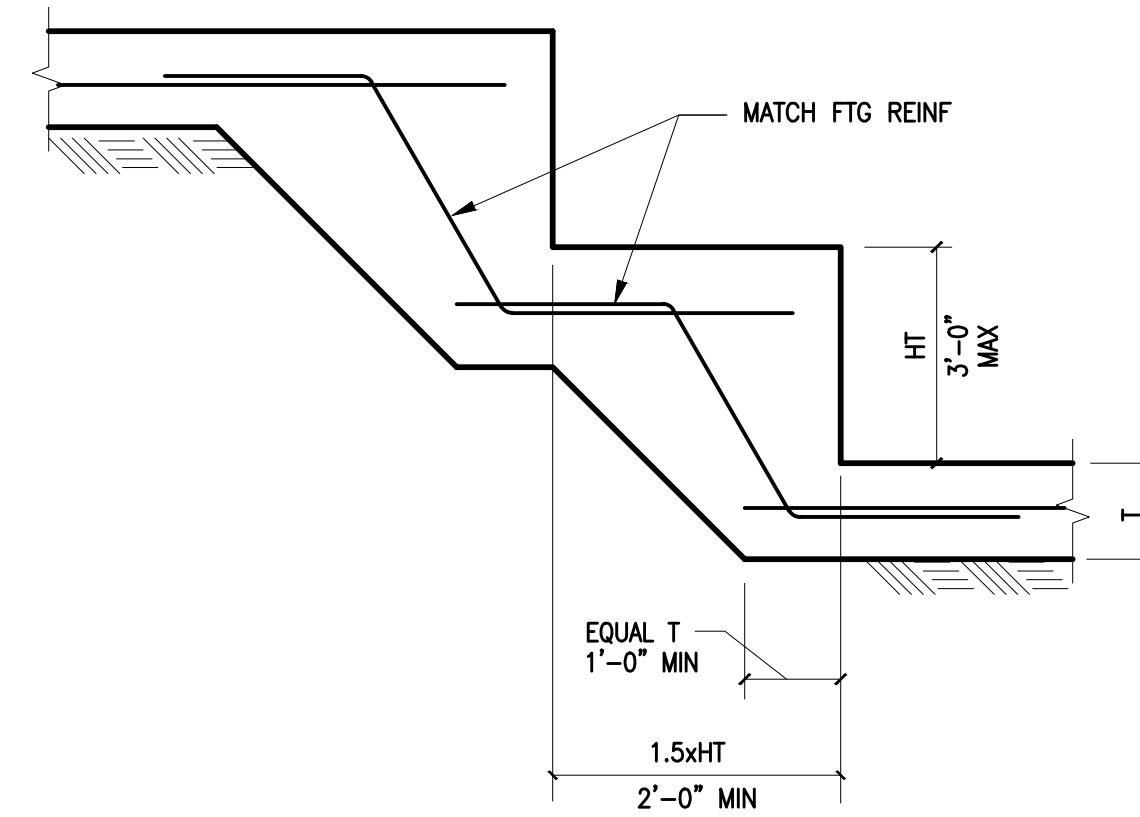 MATCH FTG REINF
HT
3'-0"
MAX
T
EQUAL T
1'-0" MIN
1.5xHT
2'-0" MIN